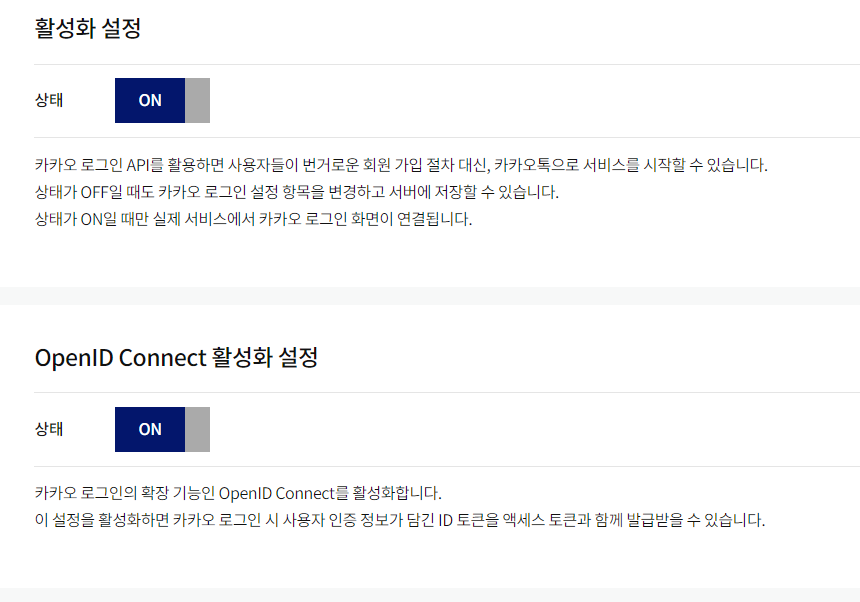 활성화 설정
상태 ON
카카오 로그인 API를 활용하면 사용자들이 번거로운 회원 가입 절차 대신, 카카오톡으로 서비스를 시작할 수 있습니다.
상태가 OFF일 때도 카카오 로그인 설정 항목을 변경하고 서버에 저장할 수 있습니다.
상태가 ON일 때만 실제 서비스에서 카카오 로그인 화면이 연결됩니다.
OpenID Connect 활성화 설정
상태 ON
카카오 로그인의 확장 기능인 OpenID Connect를 활성화합니다.
이 설정을 활성화하면 카카오 로그인 시 사용자 인증 정보가 담긴 ID 토큰을 액세스 토큰과 함께 발급받을 수 있습니다.